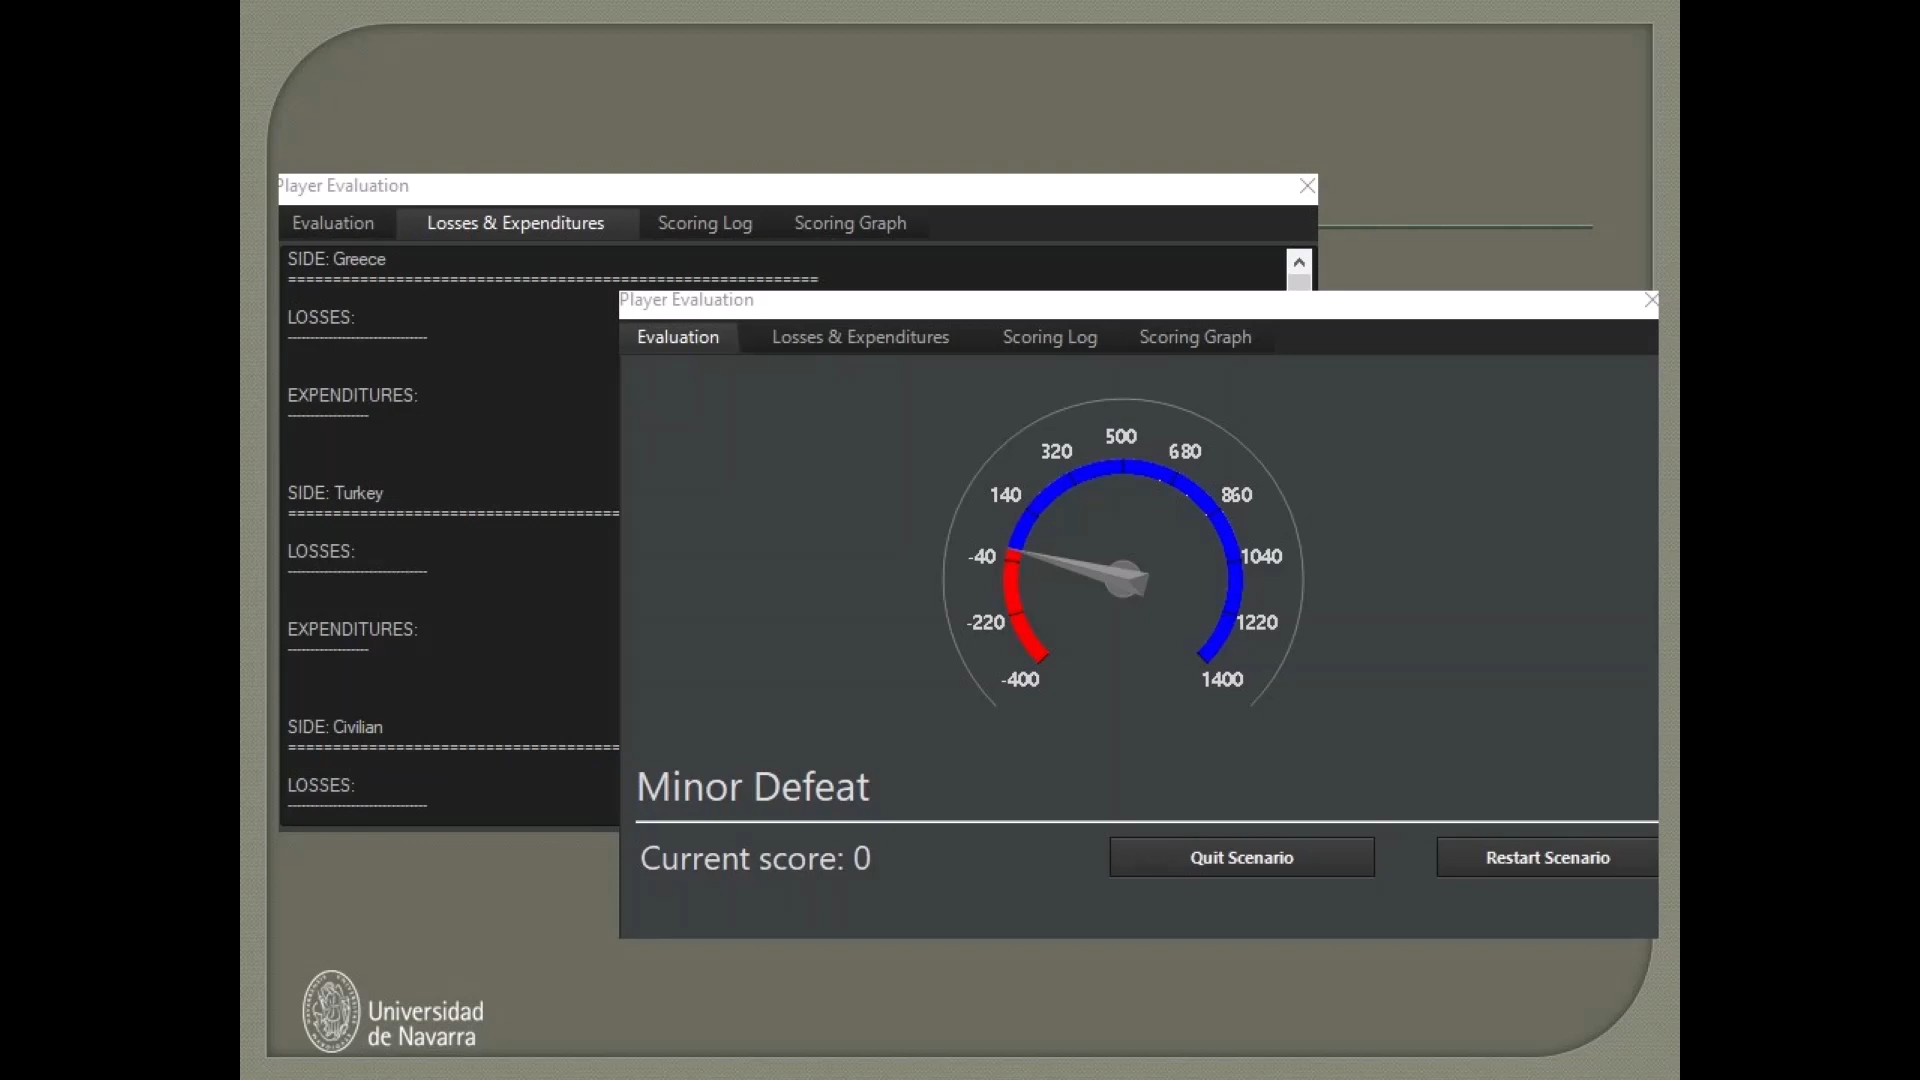 Player Evaluation
Evaluation Losses & Expenditures Scoring Log Scoring Graph
SIDE: Greece
===========================================================
LOSSES:
-------------------------------
EXPENDITURES:
------------------
SIDE: Turkey
=====================================
LOSSES:
-------------------------------
EXPENDITURES:
------------------
SIDE: Civilian
=====================================
LOSSES:
-------------------------------
Player Evaluation
Evaluation Losses & Expenditures Scoring Log Scoring Graph
500
320 680
140 860
-40 1040
-220 1220
-400 1400
Minor Defeat
Current score: 0 Quit Scenario Restart Scenario
Universidad
de Navarra